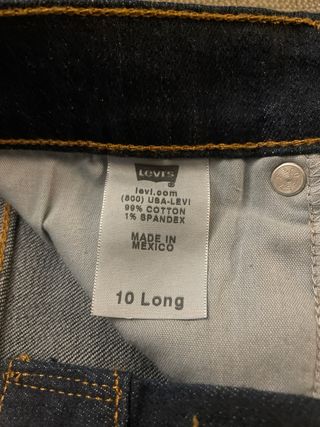 LEVI'S
levi.com
(800) USA-LEVI
99% COTTON
1% SPANDEX
MADE IN
MEXICO
10 Long